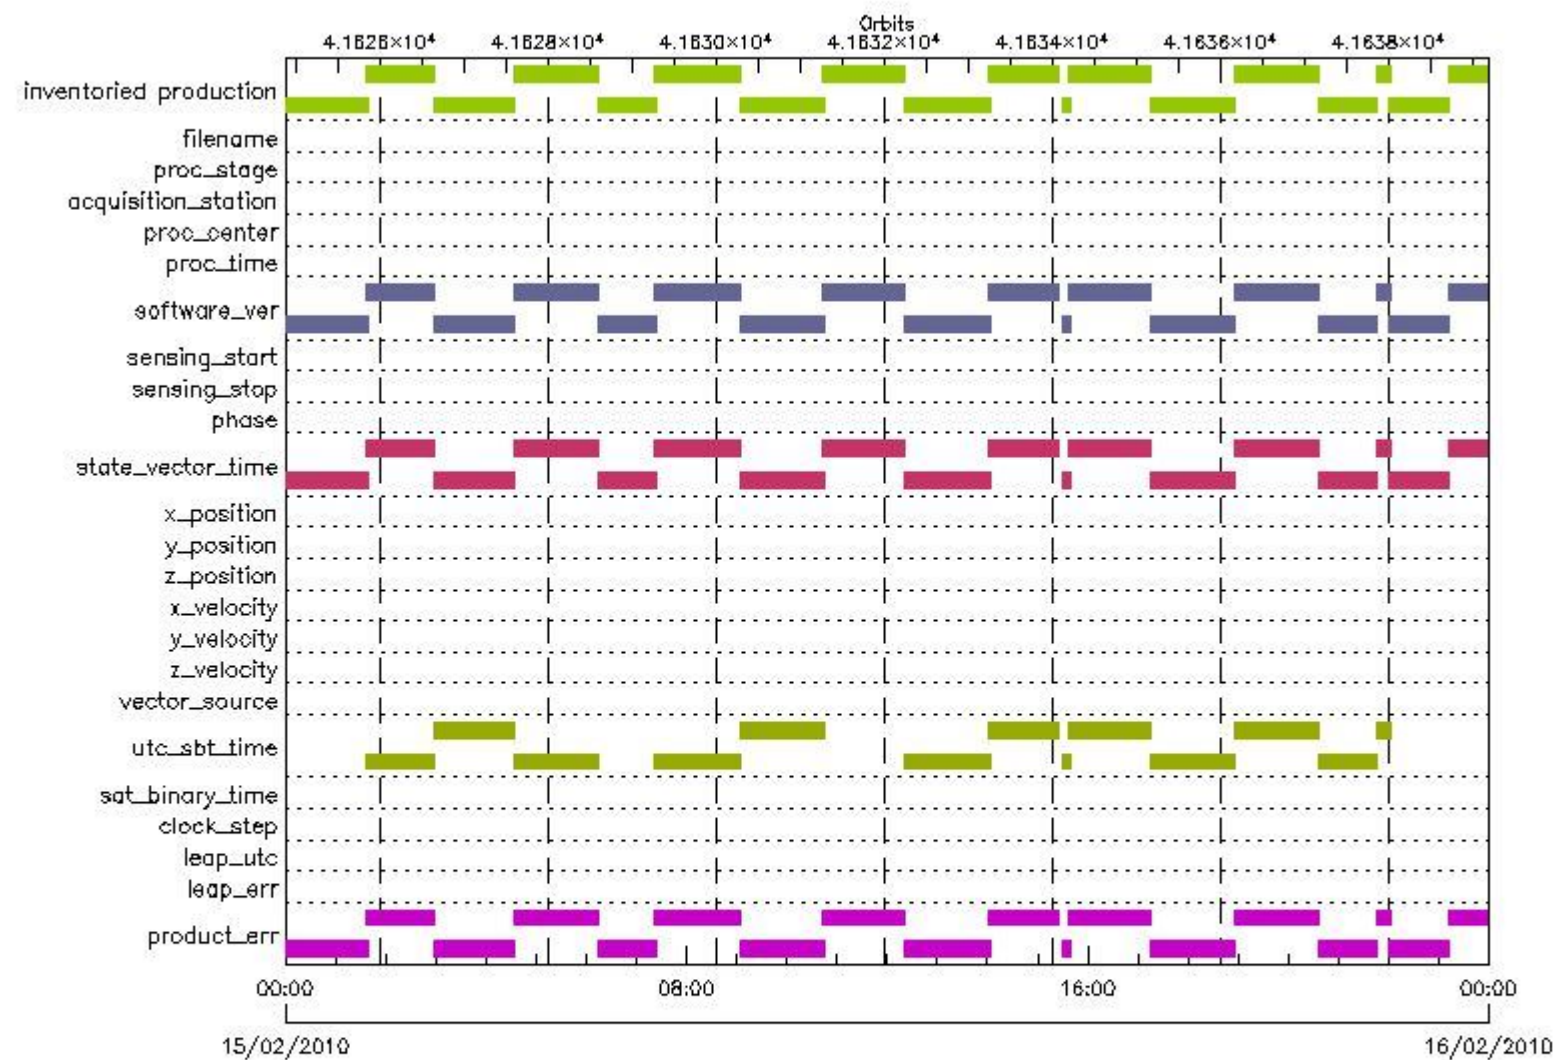 Orbits
4.1626×10⁴ 4.1628×10⁴ 4.1630×10⁴ 4.1632×10⁴ 4.1634×10⁴ 4.1636×10⁴ 4.1638×10⁴
inventoried production
filename
proc_stage
acquisition_station
proc_center
proc_time
software_ver
sensing_start
sensing_stop
phase
state_vector_time
x_position
y_position
z_position
x_velocity
y_velocity
z_velocity
vector_source
utc_sbt_time
sat_binary_time
clock_step
leap_utc
leap_err
product_err
00:00 08:00 16:00 00:00
15/02/2010 16/02/2010